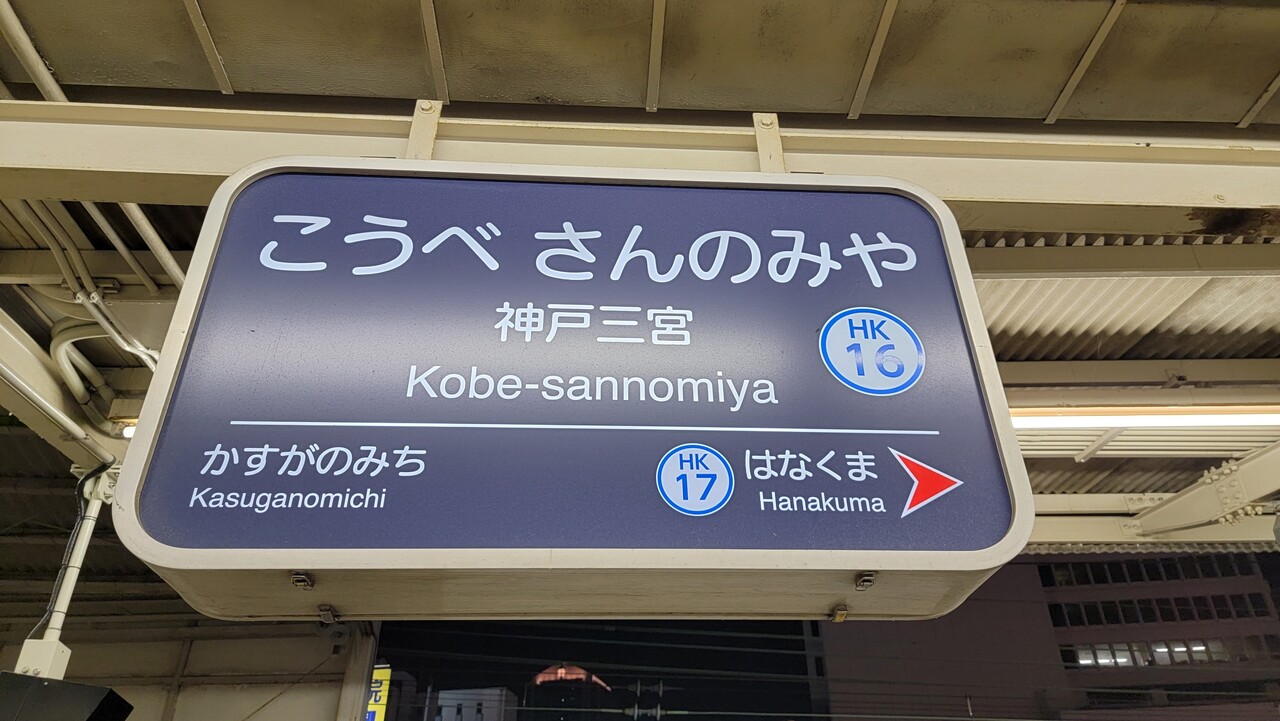 こうべ さんのみや
神戸三宮
HK
16
Kobe-sannomiya
かすがのみち
Kasuganomichi
HK
17
はなくま
Hanakuma